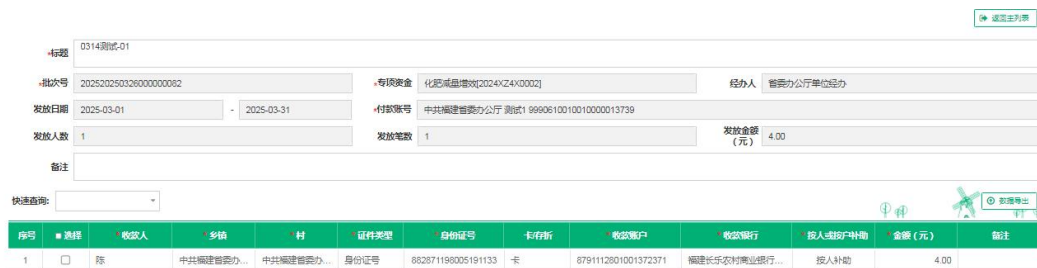 返回主列表
*标题 0314测试-01
*批次号 202520250326000000082 *专项资金 化肥减量增效[2024XZ4X0002] 经办人 省委办公厅单位经办
发放日期 2025-03-01 - 2025-03-31 *付款账号 中共福建省委办公厅 测试1 9990610010010000013739
发放人数 1 发放笔数 1 发放金额（元） 4.00
备注
快速查询: 数据导出
序号 选择 *收款人 *乡镇 *村 *证件类型 *身份证号 卡/存折 *收款账户 *收款银行 *按人或按户补助 *金额（元） 备注
1 陈 中共福建省委办... 中共福建省委办... 身份证号 882871198005191133 卡 8791112801001372371 福建长乐农村商业银行... 按人补助 4.00